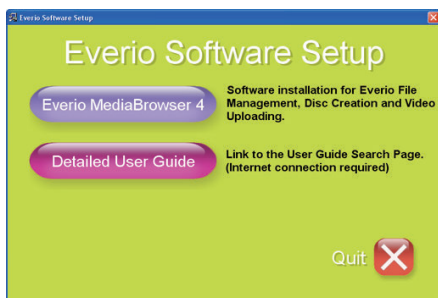 Everio Software Setup
Everio Software Setup
Everio MediaBrowser 4
Software installation for Everio File
Management, Disc Creation and Video
Uploading.
Detailed User Guide
Link to the User Guide Search Page.
(Internet connection required)
Quit